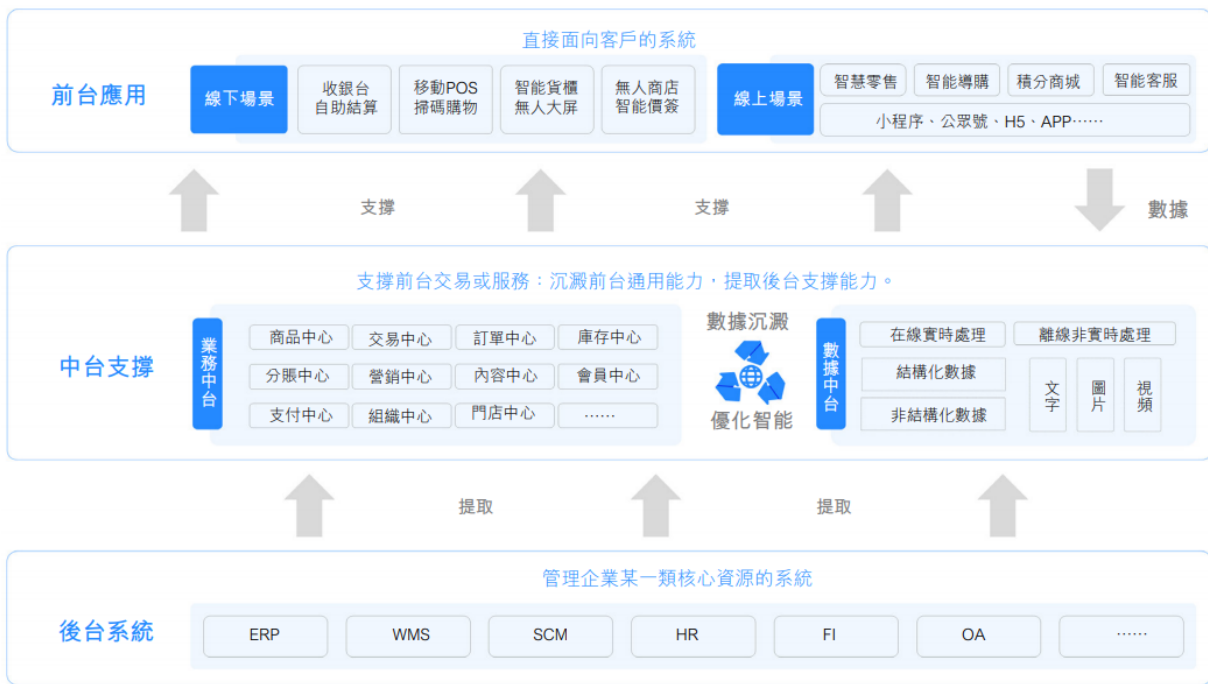 直接面向客戶的系統
前台應用
線下場景
收銀台
自助結算
移動POS
掃碼購物
智能貨櫃
無人大屏
無人商店
智能價簽
線上場景
智慧零售
智能導購
積分商城
智能客服
小程序、公眾號、H5、APP……
支撐
支撐
數據
支撐前台交易或服務：沉澱前台通用能力，提取後台支撐能力。
中台支撐
業務中台
商品中心
交易中心
訂單中心
庫存中心
分賬中心
營銷中心
內容中心
會員中心
支付中心
組織中心
門店中心
……
數據沉澱
優化智能
數據中台
在線實時處理
離線非實時處理
結構化數據
非結構化數據
文字
圖片
視頻
提取
提取
管理企業某一類核心資源的系統
後台系統
ERP
WMS
SCM
HR
FI
OA
……